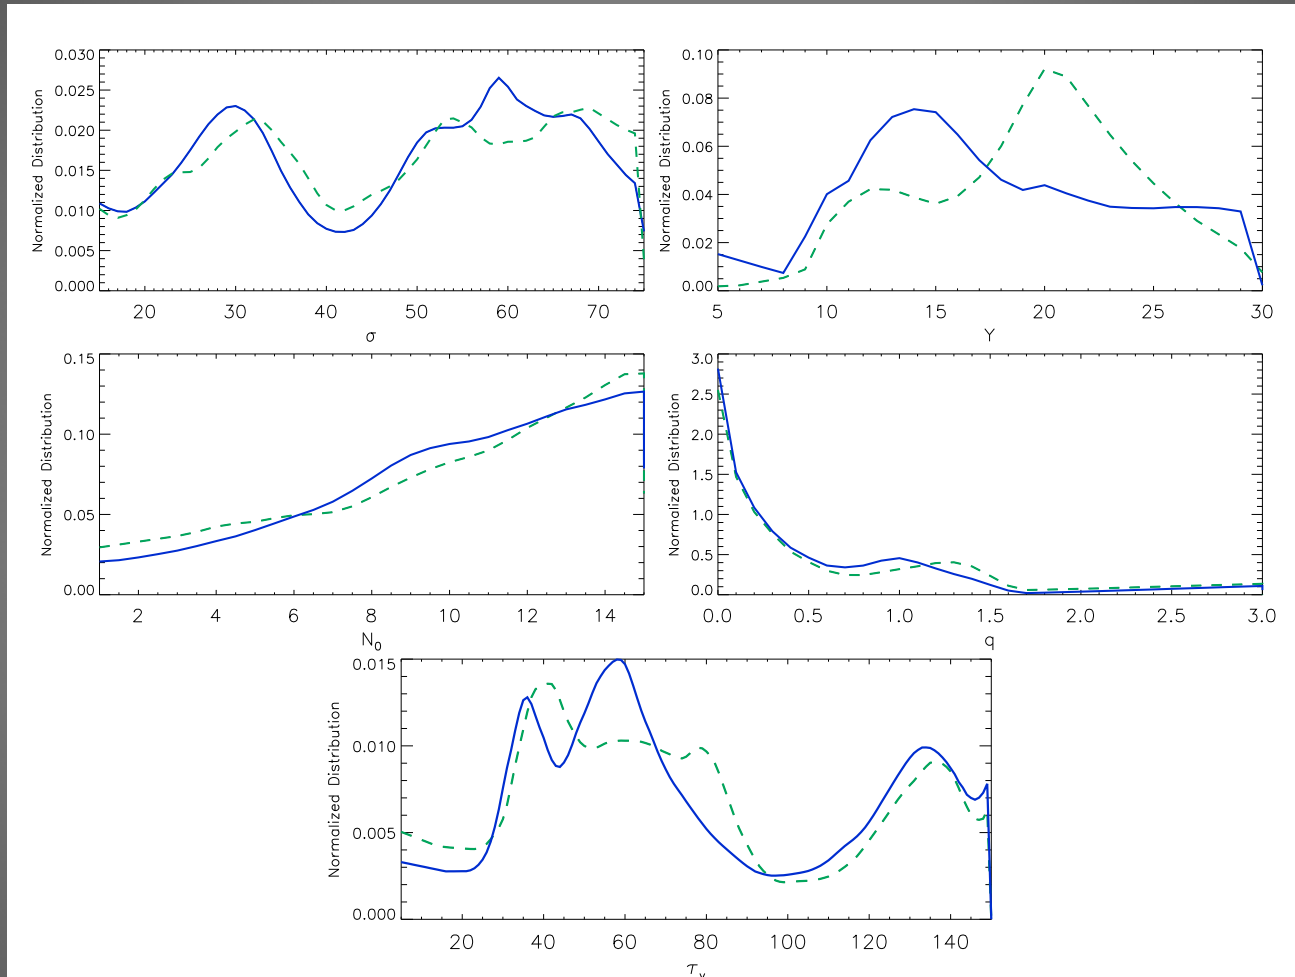 0.030
0.025
0.020
0.015
0.010
0.005
0.000
Normalized Distribution
20 30 40 50 60 70
σ
0.10
0.08
0.06
0.04
0.02
0.00
Normalized Distribution
5 10 15 20 25 30
Y
0.15
0.10
0.05
0.00
Normalized Distribution
2 4 6 8 10 12 14
N₀
3.0
2.5
2.0
1.5
1.0
0.5
0.0
Normalized Distribution
0.0 0.5 1.0 1.5 2.0 2.5 3.0
q
0.015
0.010
0.005
0.000
Normalized Distribution
20 40 60 80 100 120 140
τᵥ